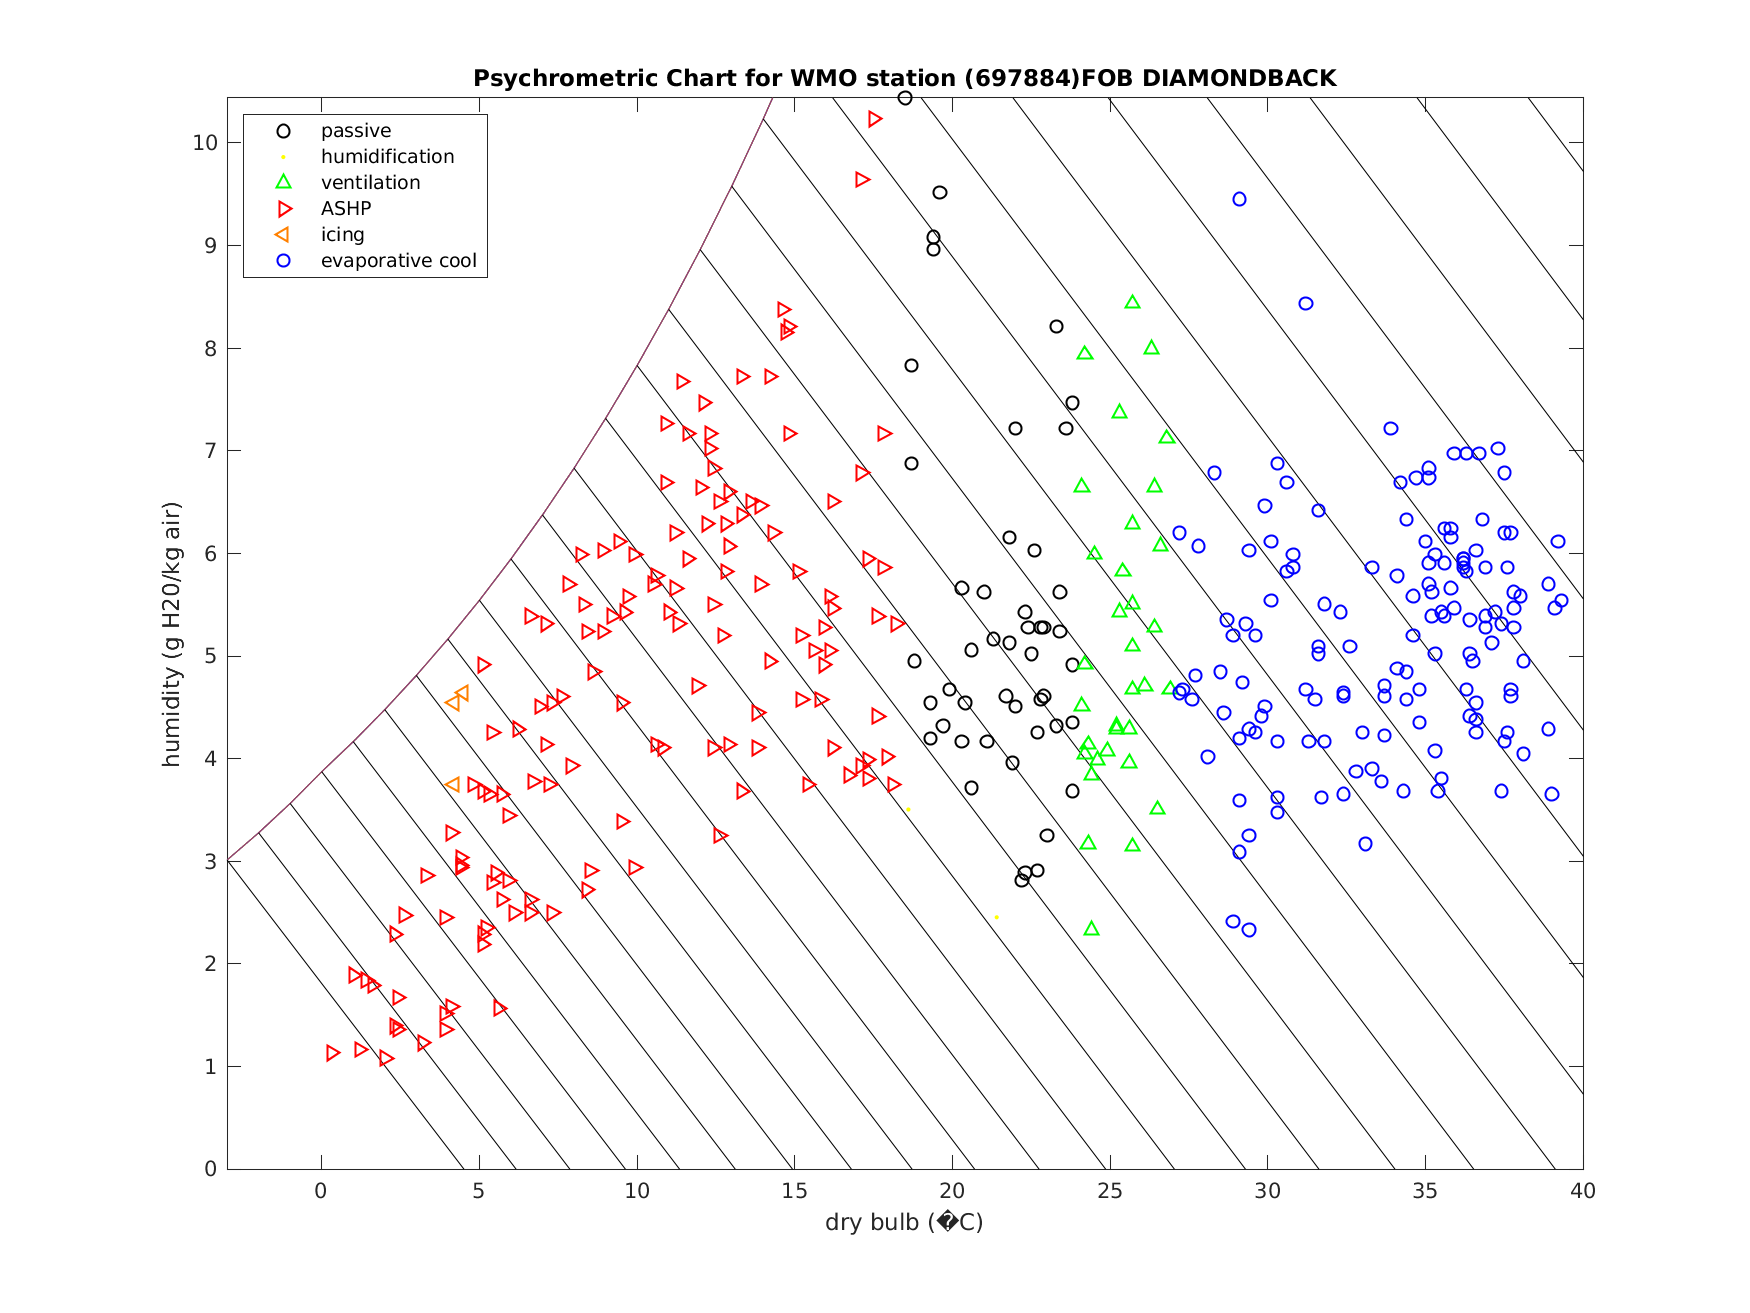 Psychrometric Chart for WMO station (697884)FOB DIAMONDBACK
passive
humidification
ventilation
ASHP
icing
evaporative cool
humidity (g H20/kg air)
10
9
8
7
6
5
4
3
2
1
0
0 5 10 15 20 25 30 35 40
dry bulb (�C)